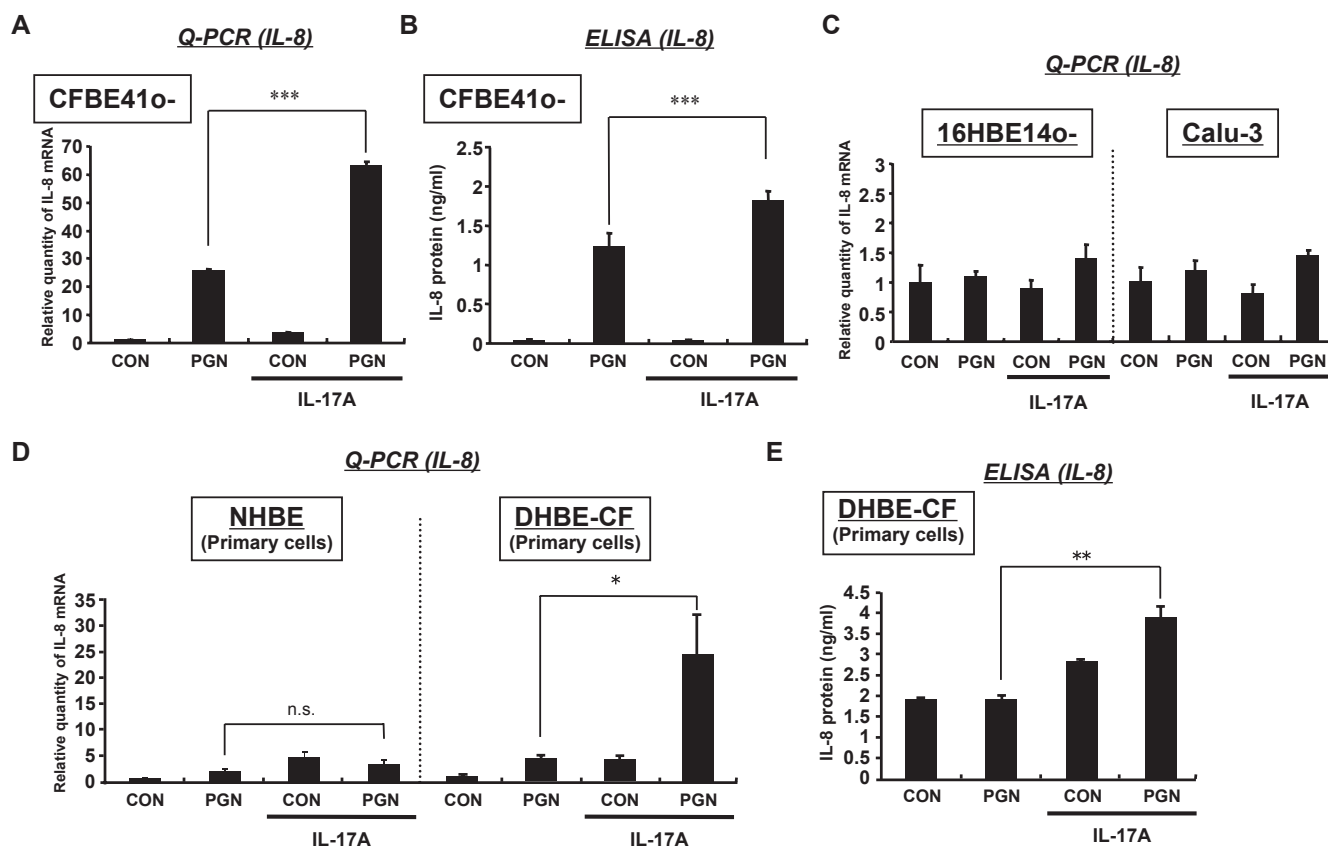 A
Q-PCR (IL-8)
CFBE41o-
***
Relative quantity of IL-8 mRNA
70
60
50
40
30
20
10
0
CON PGN CON PGN
IL-17A
B
ELISA (IL-8)
CFBE41o-
***
IL-8 protein (ng/ml)
2.5
2
1.5
1
0.5
0
CON PGN CON PGN
IL-17A
C
Q-PCR (IL-8)
16HBE14o- Calu-3
Relative quantity of IL-8 mRNA
3
2.5
2
1.5
1
0.5
0
CON PGN CON PGN CON PGN CON PGN
IL-17A IL-17A
D
Q-PCR (IL-8)
NHBE
(Primary cells)
DHBE-CF
(Primary cells)
Relative quantity of IL-8 mRNA
35
30
25
20
15
10
5
0
n.s.
*
CON PGN CON PGN CON PGN CON PGN
IL-17A IL-17A
E
ELISA (IL-8)
DHBE-CF
(Primary cells)
**
IL-8 protein (ng/ml)
4.5
4
3.5
3
2.5
2
1.5
1
0.5
0
CON PGN CON PGN
IL-17A